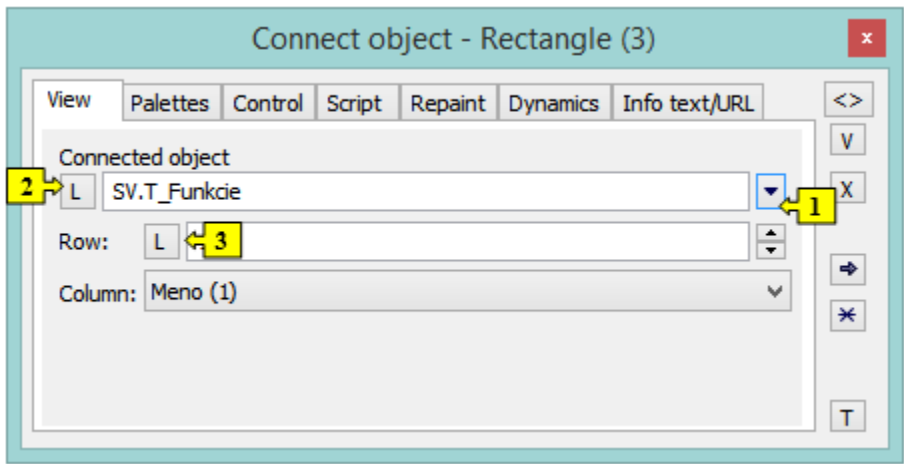 Connect object - Rectangle (3)
x
View Palettes Control Script Repaint Dynamics Info text/URL
<>
V
Connected object
2 L SV.T_Funkcie
1
X
Row: L 3
Column: Meno (1)
T